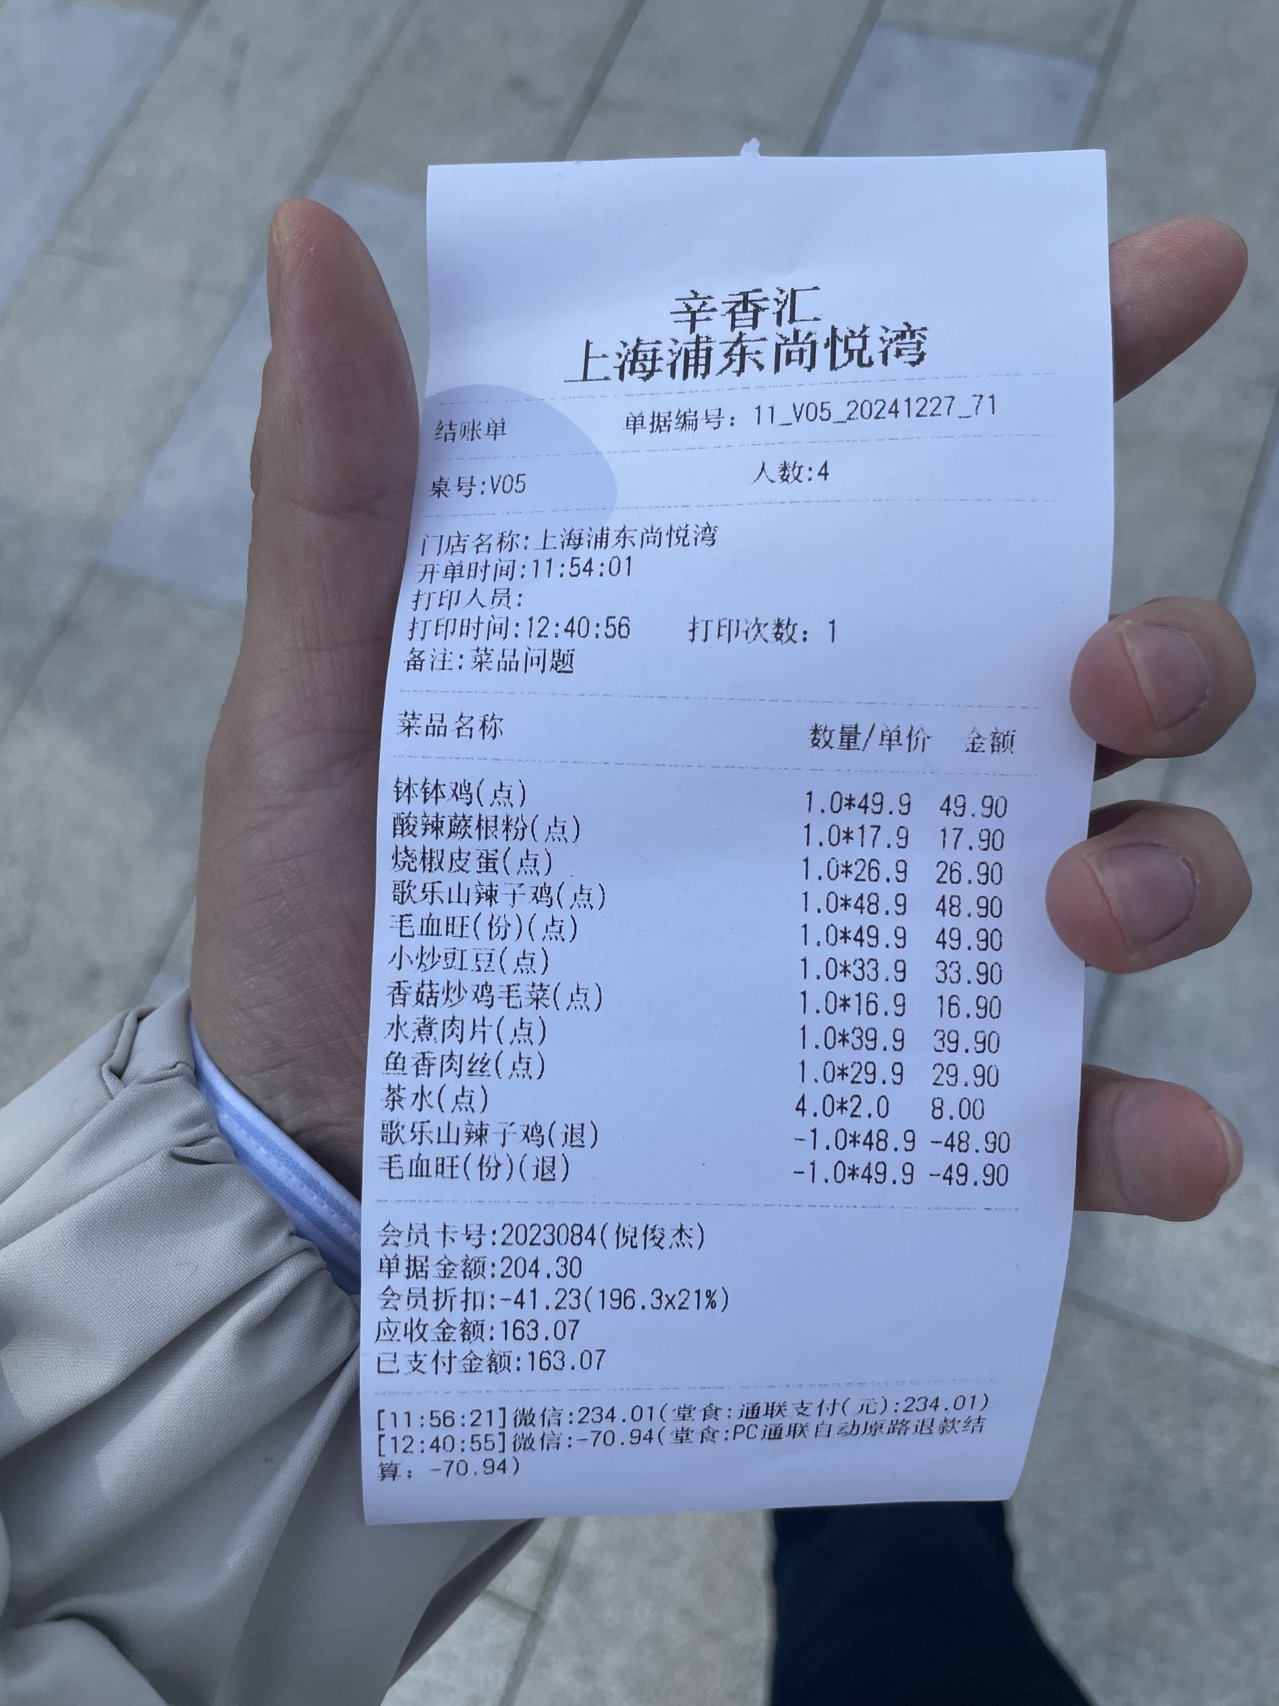 辛香汇
上海浦东尚悦湾
结账单 单据编号：11_V05_20241227_71
桌号:V05 人数:4
门店名称:上海浦东尚悦湾
开单时间:11:54:01
打印人员:
打印时间:12:40:56 打印次数：1
备注:菜品问题
菜品名称 数量/单价 金额
钵钵鸡(点) 1.0*49.9 49.90
酸辣蕨根粉(点) 1.0*17.9 17.90
烧椒皮蛋(点) 1.0*26.9 26.90
歌乐山辣子鸡(点) 1.0*48.9 48.90
毛血旺(份)(点) 1.0*49.9 49.90
小炒豇豆(点) 1.0*33.9 33.90
香菇炒鸡毛菜(点) 1.0*16.9 16.90
水煮肉片(点) 1.0*39.9 39.90
鱼香肉丝(点) 1.0*29.9 29.90
茶水(点) 4.0*2.0 8.00
歌乐山辣子鸡(退) -1.0*48.9 -48.90
毛血旺(份)(退) -1.0*49.9 -49.90
会员卡号:2023084(倪俊杰)
单据金额:204.30
会员折扣:-41.23(196.3x21%)
应收金额:163.07
已支付金额:163.07
[11:56:21]微信:234.01(堂食:通联支付(元):234.01)
[12:40:55]微信:-70.94(堂食:PC通联自动原路退款结
算：-70.94)